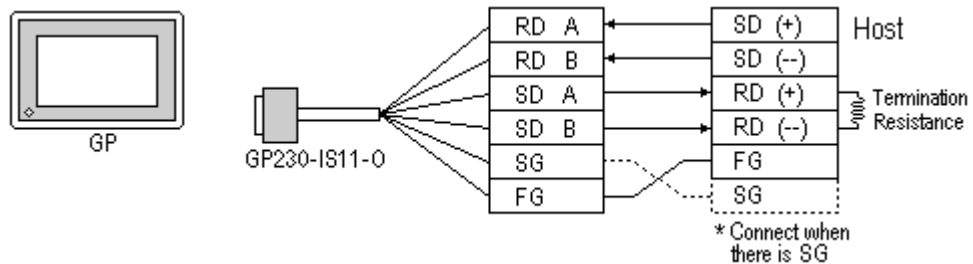 GP
GP230-IS11-O
RD A
RD B
SD A
SD B
SG
FG
SD (+)
SD (--)
RD (+)
RD (--)
FG
SG
Host
Termination
Resistance
* Connect when
there is SG